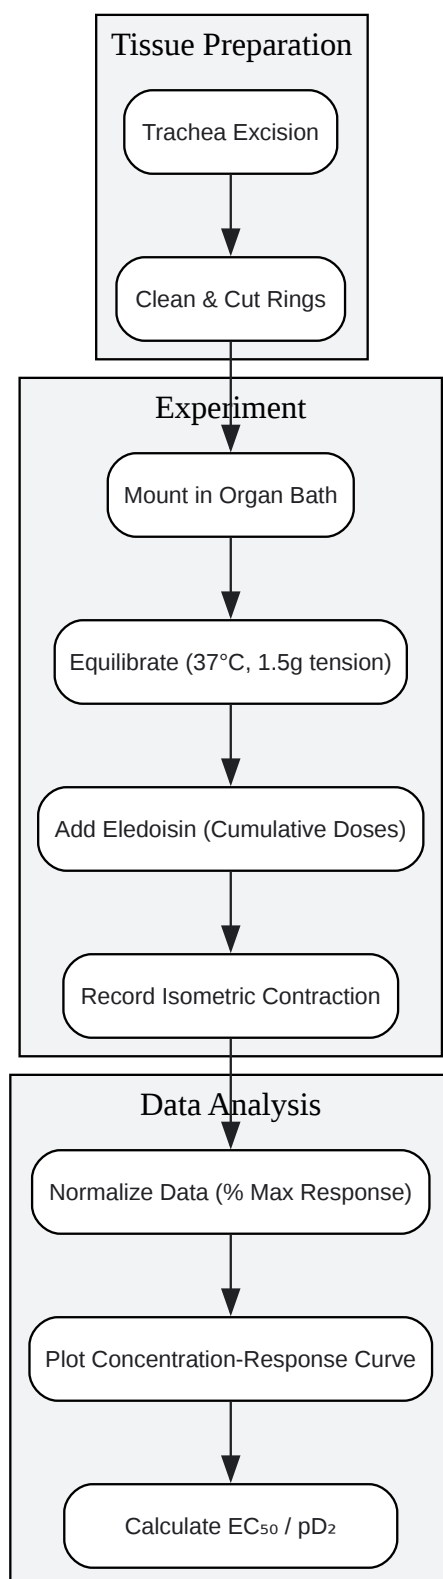 Tissue Preparation
Trachea Excision
Clean & Cut Rings
Experiment
Mount in Organ Bath
Equilibrate (37°C, 1.5g tension)
Add Eledoisin (Cumulative Doses)
Record Isometric Contraction
Data Analysis
Normalize Data (% Max Response)
Plot Concentration-Response Curve
Calculate EC₅₀ / pD₂